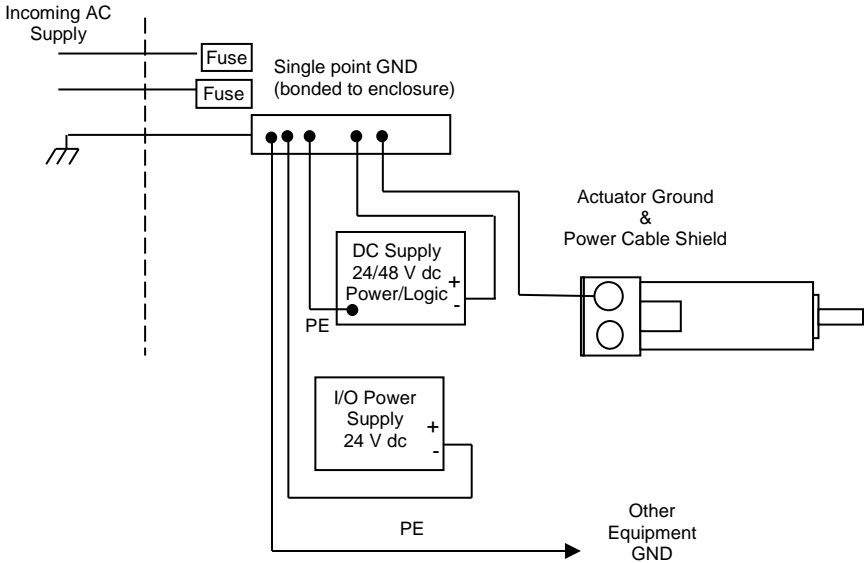 Incoming AC
Supply
Fuse
Fuse
Single point GND
(bonded to enclosure)
Actuator Ground
&
Power Cable Shield
DC Supply
24/48 V dc
Power/Logic
+
-
PE
I/O Power
Supply
24 V dc
+
-
PE
Other
Equipment
GND